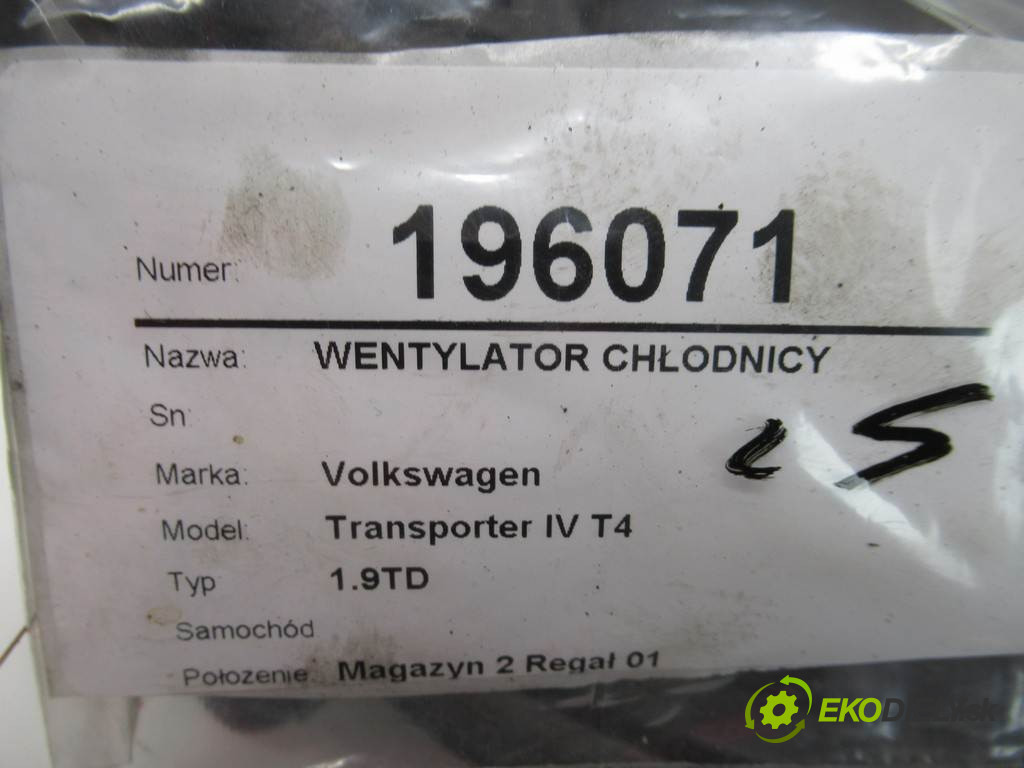 Numer: 196071
Nazwa: WENTYLATOR CHŁODNICY
Sn:
Marka: Volkswagen
Model: Transporter IV T4
Typ 1.9TD
Samochód
Położenie: Magazyn 2 Regał 01